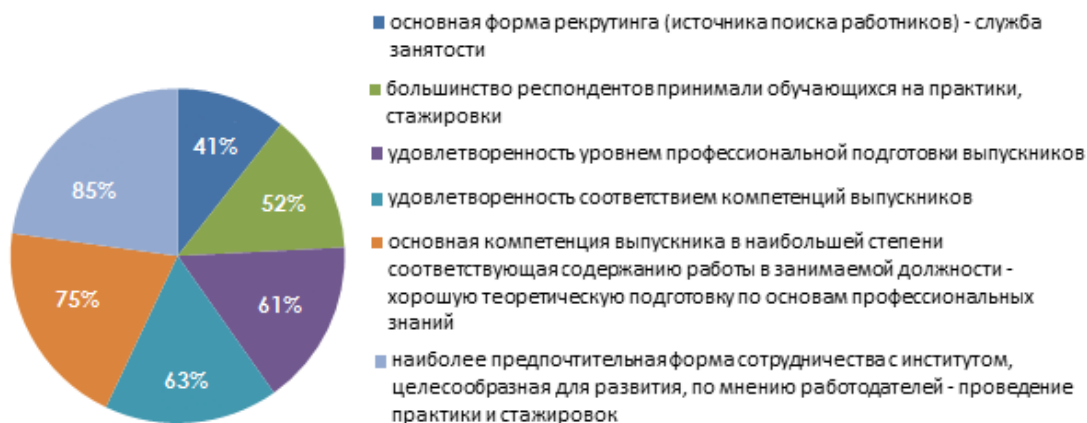 основная форма рекрутинга (источника поиска работников) - служба
занятости
большинство респондентов принимали обучающихся на практики,
стажировки
удовлетворенность уровнем профессиональной подготовки выпускников
удовлетворенность соответствием компетенций выпускников
основная компетенция выпускника в наибольшей степени
соответствующая содержанию работы в занимаемой должности -
хорошую теоретическую подготовку по основам профессиональных
знаний
наиболее предпочтительная форма сотрудничества с институтом,
целесообразная для развития, по мнению работодателей - проведение
практики и стажировок
41%
52%
61%
63%
75%
85%